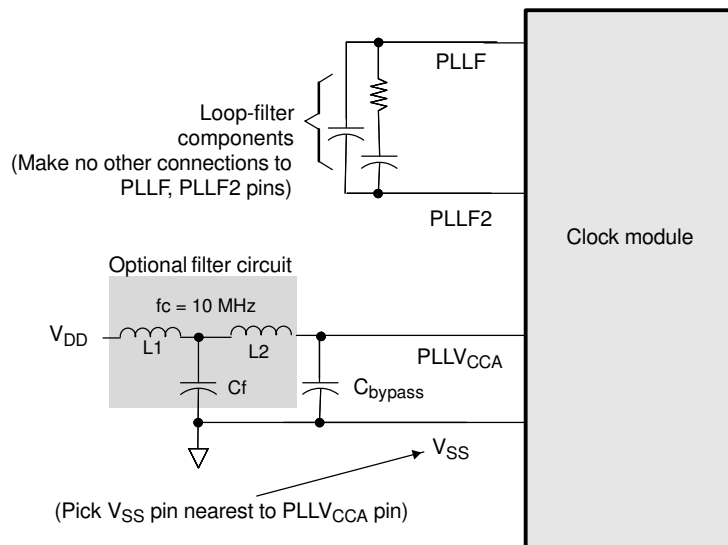 PLLF
Loop-filter
components
(Make no other connections to
PLLF, PLLF2 pins)
PLLF2
Clock module
Optional filter circuit
fc = 10 MHz
VDD
L1
L2
PLLVCCA
Cf
Cbypass
VSS
(Pick VSS pin nearest to PLLVCCA pin)